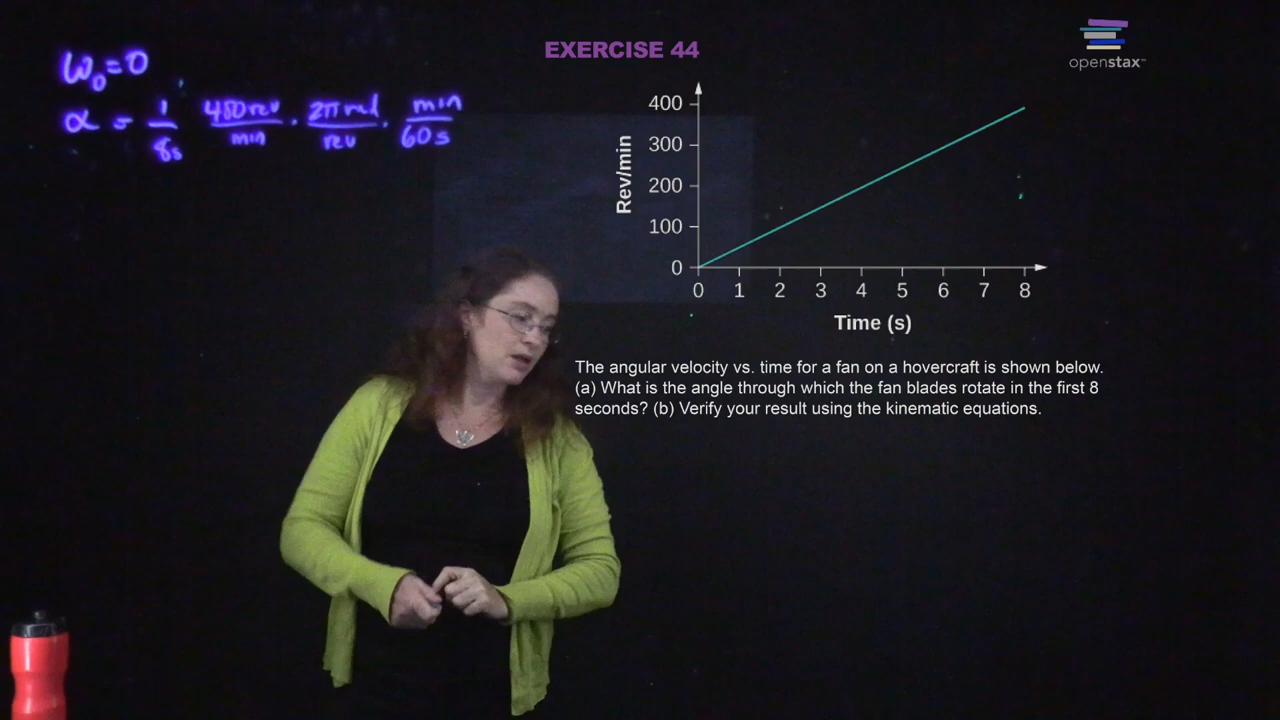 EXERCISE 44
openstax™
ω₀ = 0
α = 1/8s 480rev/min · 2π rad/rev · min/60s
400
300
200
100
0
Rev/min
0 1 2 3 4 5 6 7 8
Time (s)
The angular velocity vs. time for a fan on a hovercraft is shown below.
(a) What is the angle through which the fan blades rotate in the first 8
seconds? (b) Verify your result using the kinematic equations.